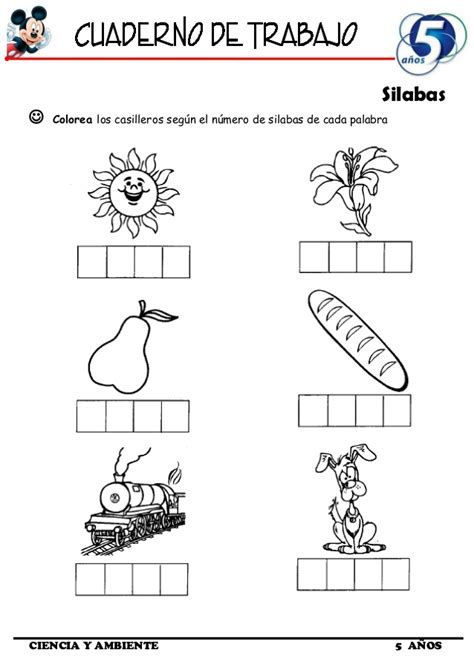 CUADERNO DE TRABAJO
5 años
Silabas
Colorea los casilleros según el número de silabas de cada palabra
CIENCIA Y AMBIENTE
5 AÑOS